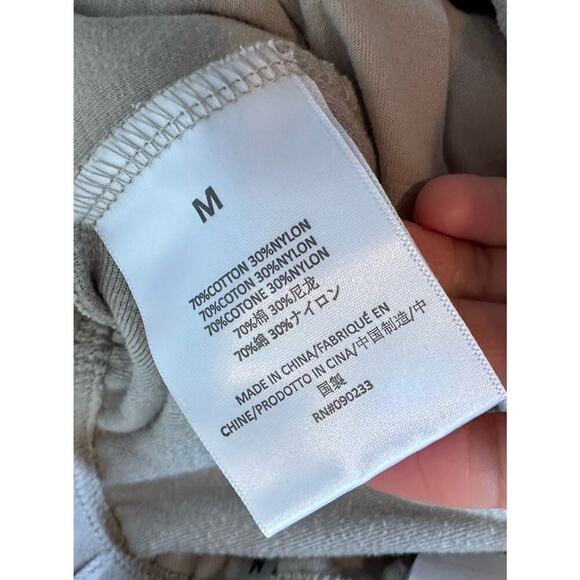 M
70%COTTON 30%NYLON
70%COTON 30%NYLON
70%COTONE 30%NYLON
70%棉 30%尼龙
70%綿 30%ナイロン
MADE IN CHINA/FABRIQUÉ EN
CHINE/PRODOTTO IN CINA/中国制造/中
国製
RN#090233